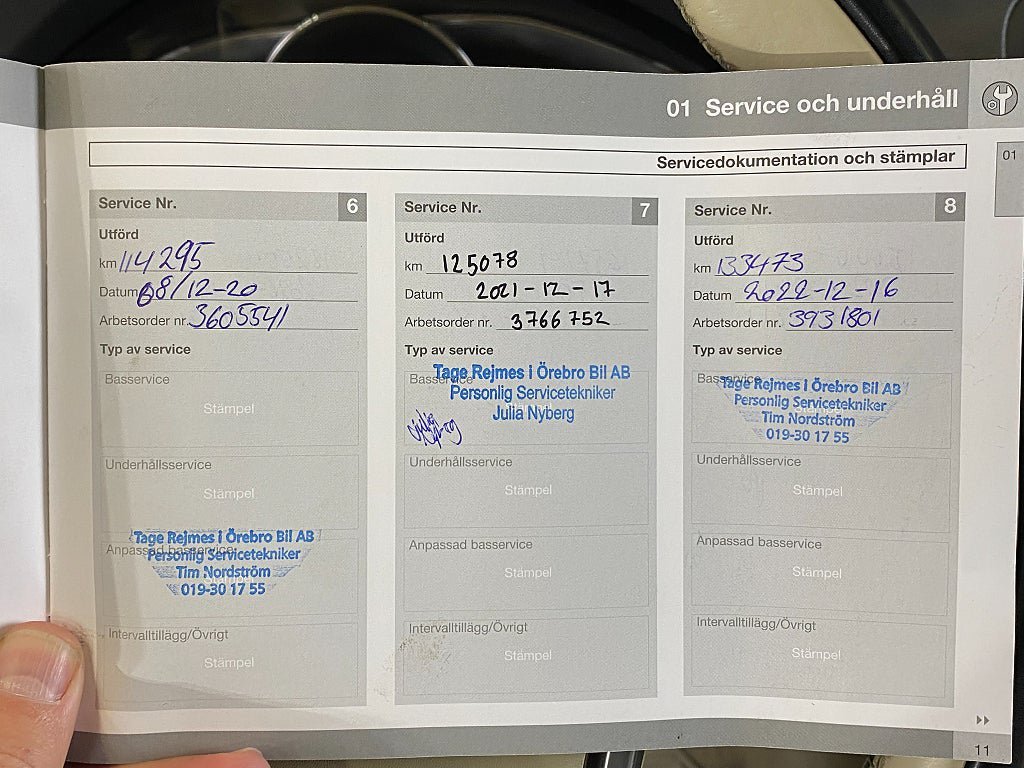 01 Service och underhåll
01
Servicedokumentation och stämplar
Service Nr. 6
Utförd
km 114295
Datum 08/12-20
Arbetsorder nr. 3605541
Typ av service
Basservice
Stämpel
Underhållsservice
Stämpel
Tage Rejmes i Örebro Bil AB
Anpassad basservice
Personlig Servicetekniker
Tim Nordström
019-30 17 55
Intervalltillägg/Övrigt
Stämpel
Service Nr. 7
Utförd
km 125078
Datum 2021-12-17
Arbetsorder nr. 3766752
Typ av service
Tage Rejmes i Örebro Bil AB
Basservice
Personlig Servicetekniker
Julia Nyberg
Underhållsservice
Stämpel
Anpassad basservice
Stämpel
Intervalltillägg/Övrigt
Stämpel
Service Nr. 8
Utförd
km 133473
Datum 2022-12-16
Arbetsorder nr. 3931801
Typ av service
Basservice
Tage Rejmes i Örebro Bil AB
Personlig Servicetekniker
Tim Nordström
019-30 17 55
Underhållsservice
Stämpel
Anpassad basservice
Stämpel
Intervalltillägg/Övrigt
Stämpel
11